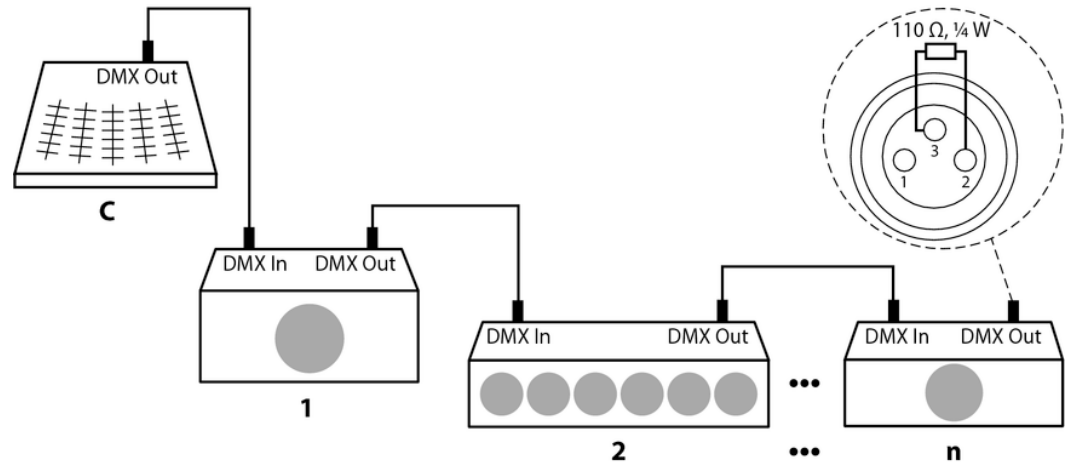 110 Ω, ¼ W
3
1
2
DMX Out
C
DMX In
DMX Out
1
DMX In
DMX Out
2
DMX In
DMX Out
n